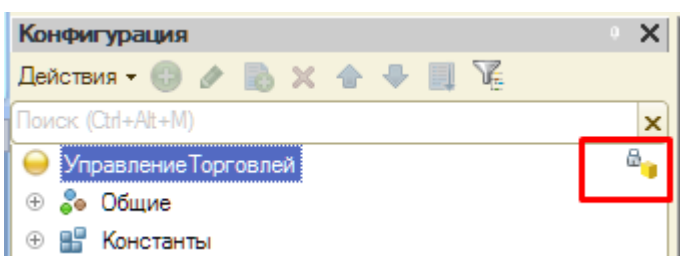 Конфигурация
Действия
Поиск (Ctrl+Alt+M)
УправлениеТорговлей
Общие
Константы